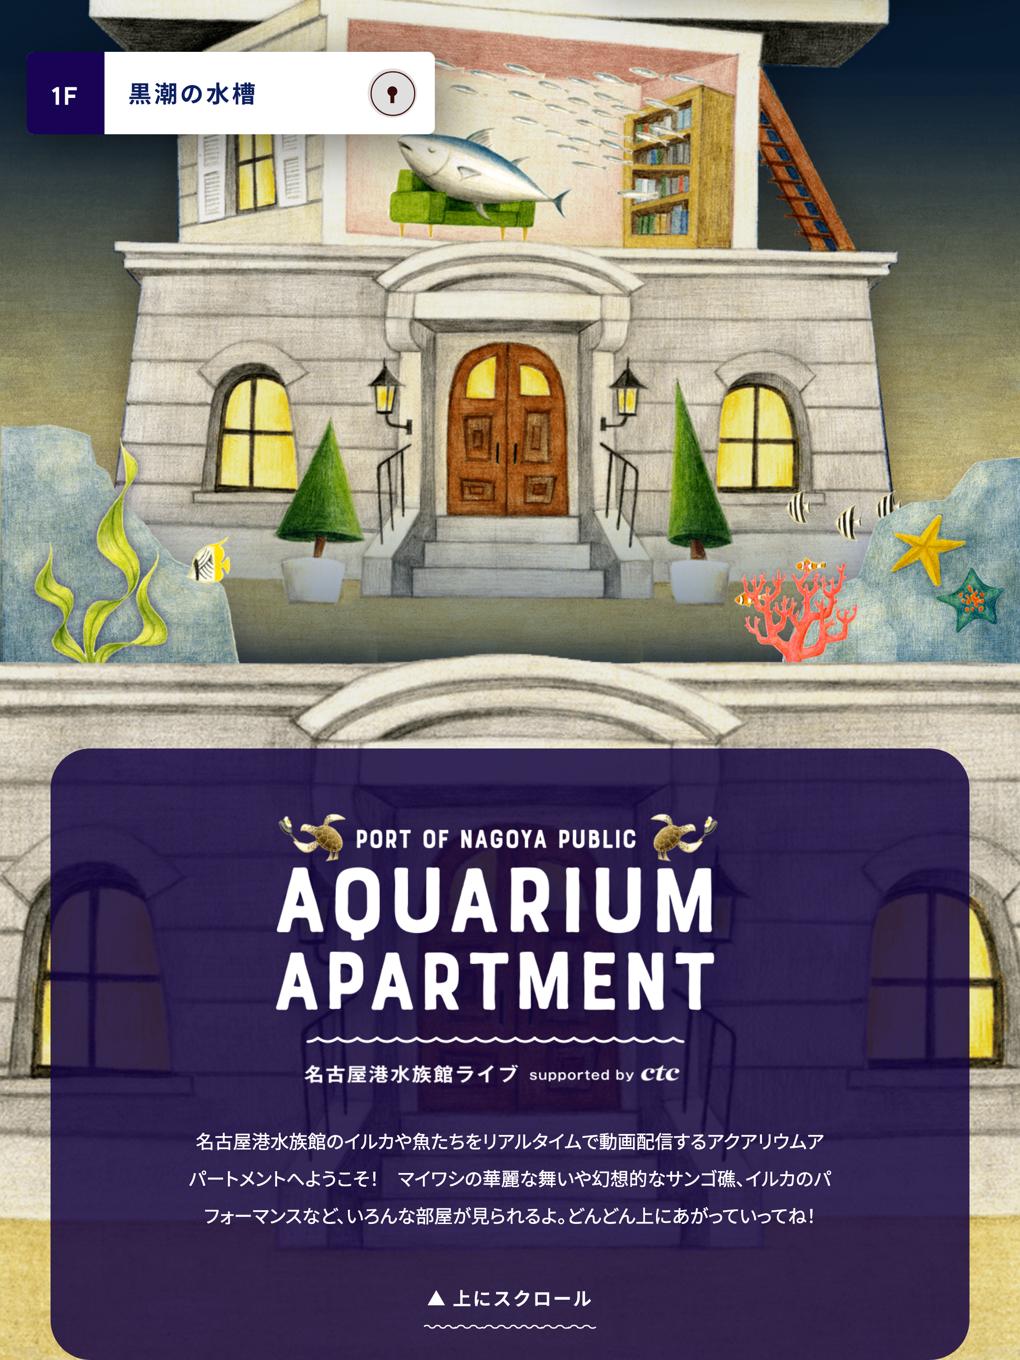 1F 黒潮の水槽
PORT OF NAGOYA PUBLIC
AQUARIUM
APARTMENT
名古屋港水族館ライブ supported by ctc
名古屋港水族館のイルカや魚たちをリアルタイムで動画配信するアクアリウムア
パートメントへようこそ！　マイワシの華麗な舞いや幻想的なサンゴ礁、イルカのパ
フォーマンスなど、いろんな部屋が見られるよ。どんどん上にあがっていってね！
▲ 上にスクロール